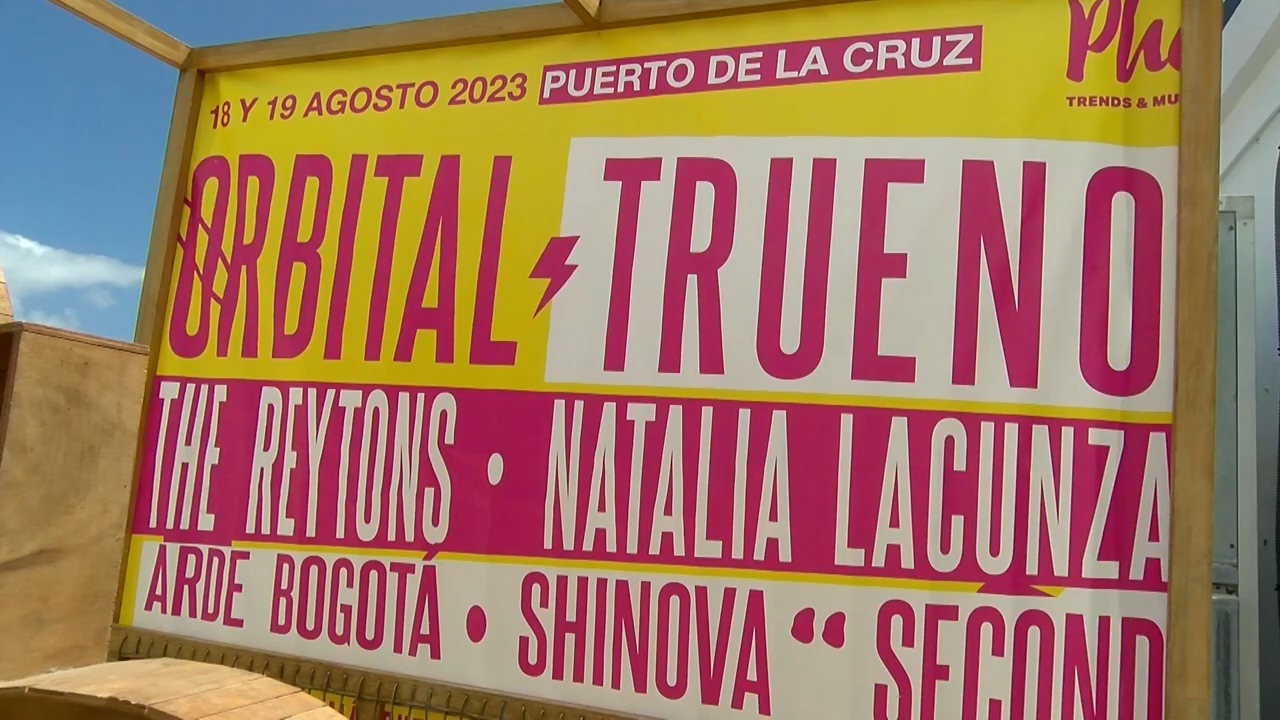 18 Y 19 AGOSTO 2023 PUERTO DE LA CRUZ
TRENDS &
ORBITAL TRUENO
THE REYTONS • NATALIA LACUNZA
ARDE BOGOTÁ • SHINOVA “ SECOND